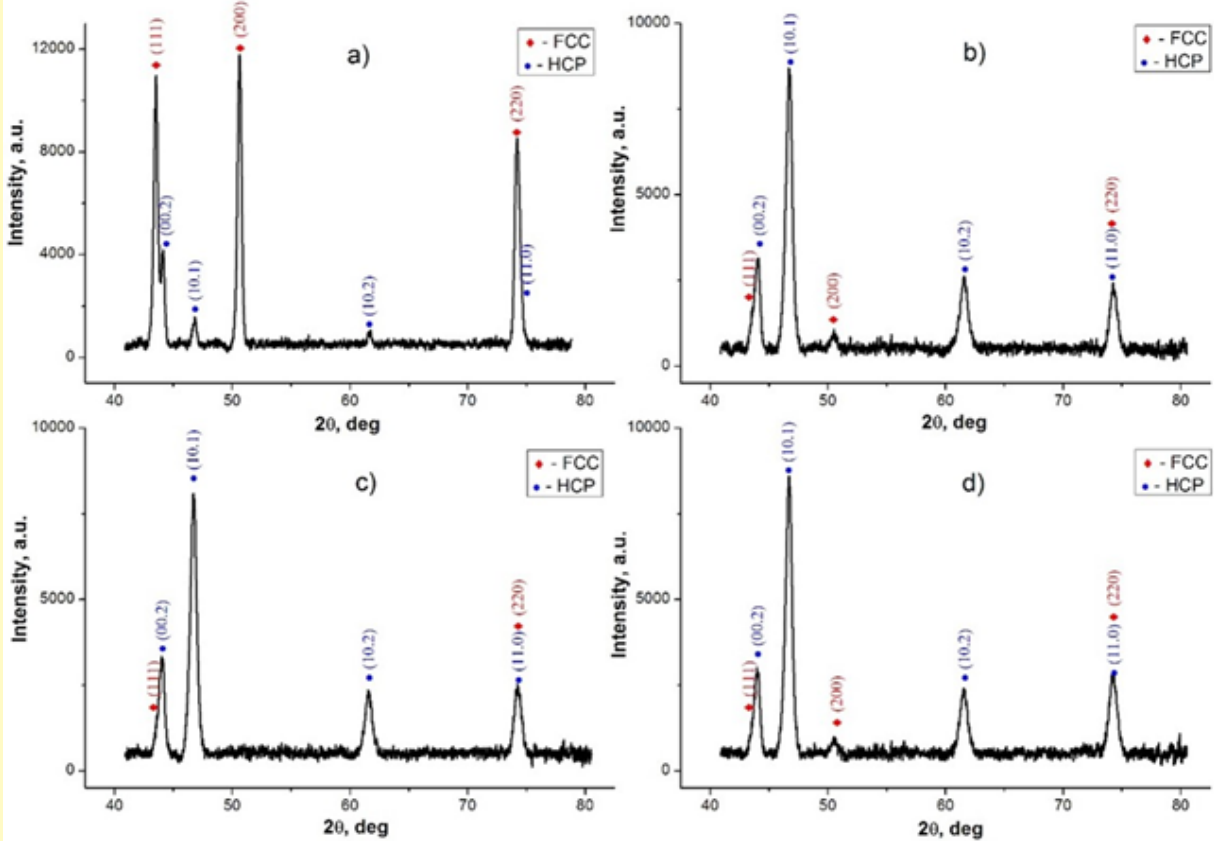 a)
Intensity, a.u.
12000
8000
4000
0
(111)
(00.2)
(10.1)
(200)
(10.2)
(220)
(11.0)
- FCC
- HCP
40 50 60 70 80
2θ, deg
b)
Intensity, a.u.
10000
5000
0
(111)
(00.2)
(10.1)
(200)
(10.2)
(220)
(11.0)
- FCC
- HCP
40 50 60 70 80
2θ, deg
c)
Intensity, a.u.
10000
5000
0
(111)
(00.2)
(10.1)
(10.2)
(220)
(11.0)
- FCC
- HCP
40 50 60 70 80
2θ, deg
d)
Intensity, a.u.
10000
5000
0
(111)
(00.2)
(10.1)
(200)
(10.2)
(220)
(11.0)
- FCC
- HCP
40 50 60 70 80
2θ, deg